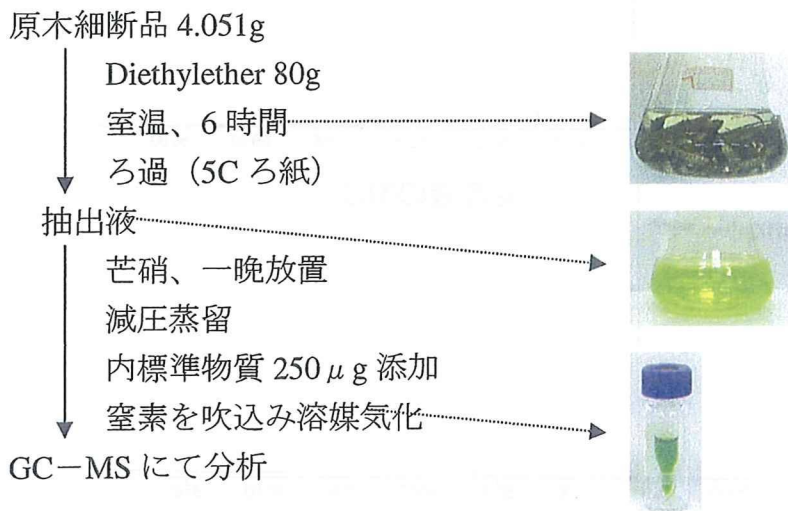 原木細断品 4.051g
Diethylether 80g
室温、6 時間
ろ過（5C ろ紙）
抽出液
芒硝、一晩放置
減圧蒸留
内標準物質 250μg 添加
窒素を吹込み溶媒気化
GC－MS にて分析